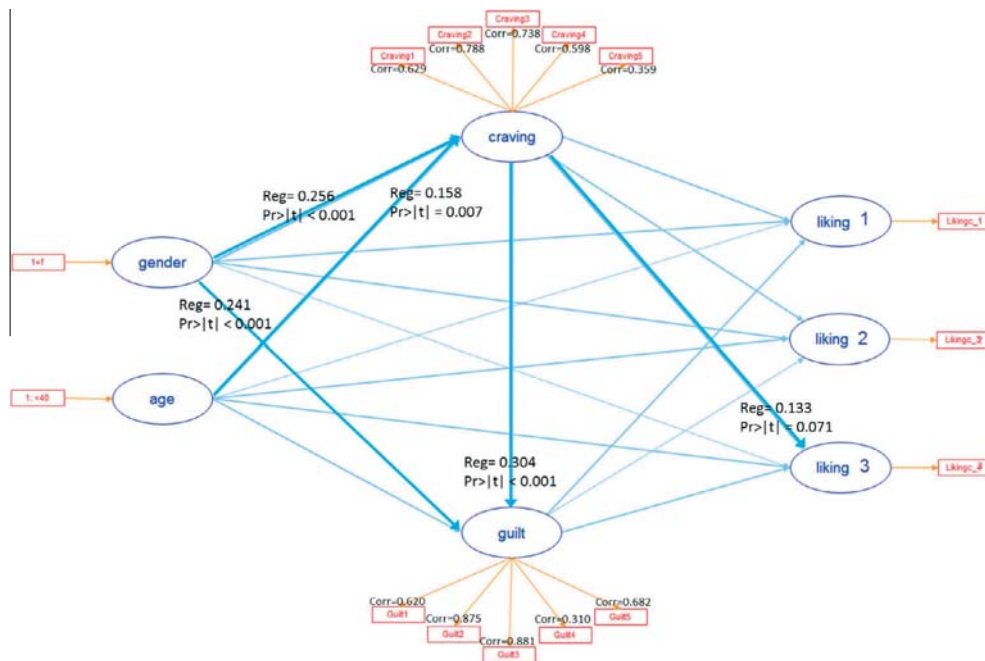 Craving3
Corr=0.738
Craving2
Corr=0.788
Craving4
Corr=0.598
Craving1
Corr=0.629
Craving5
Corr=0.359
craving
Reg= 0.256
Pr>|t| < 0.001
Reg= 0.158
Pr>|t| = 0.007
liking 1
Likingc_1
gender
Reg= 0.241
Pr>|t| < 0.001
liking 2
age
1: <40
Reg= 0.133
Pr>|t| = 0.071
liking 3
Reg= 0.304
Pr>|t| < 0.001
guilt
Corr=0.620
Guilt1
Corr=0.875
Guilt2
Corr=0.881
Guilt3
Corr=0.310
Guilt4
Corr=0.682
Guilt5